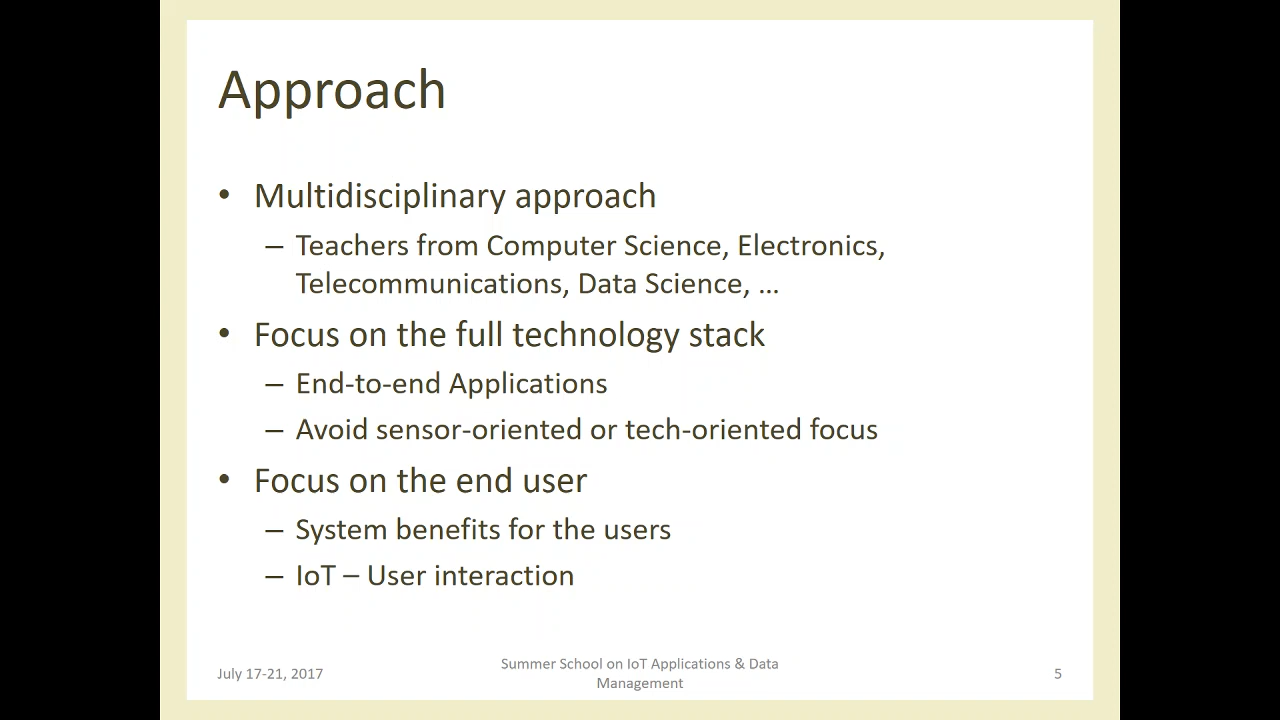 Approach
• Multidisciplinary approach
– Teachers from Computer Science, Electronics,
Telecommunications, Data Science, ...
• Focus on the full technology stack
– End-to-end Applications
– Avoid sensor-oriented or tech-oriented focus
• Focus on the end user
– System benefits for the users
– IoT – User interaction
July 17-21, 2017
Summer School on IoT Applications & Data
Management
5